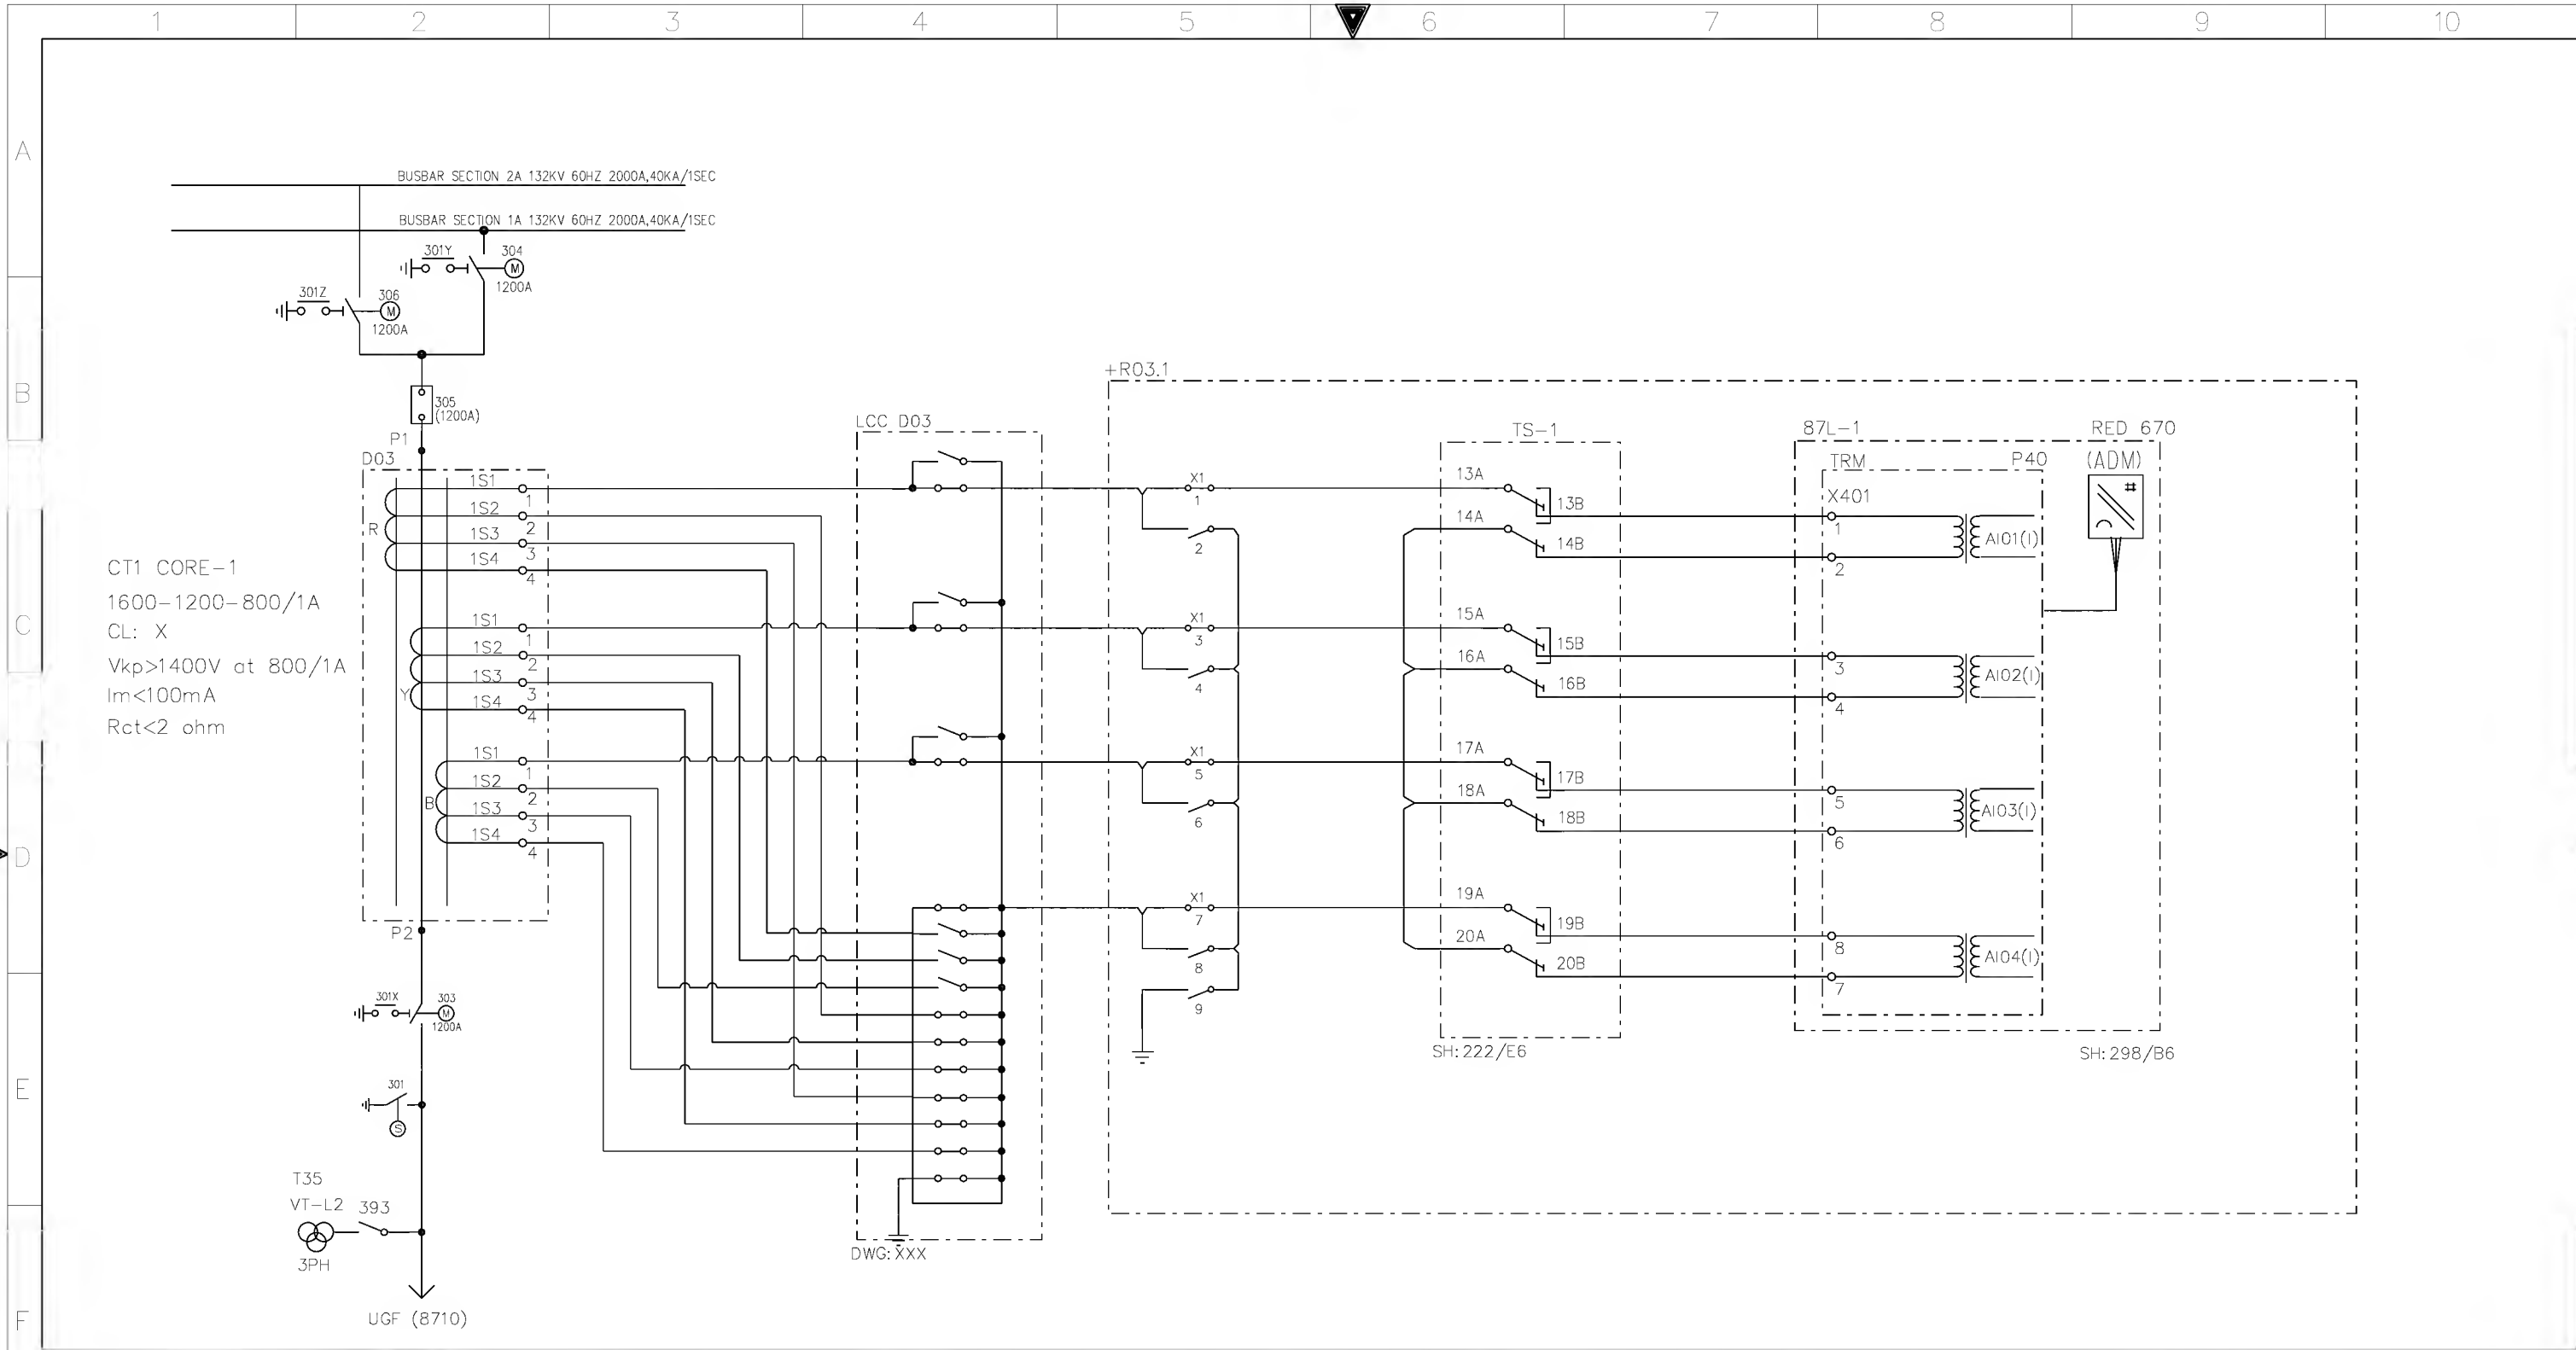 1 2 3 4 5 6 7 8 9 10
A
BUSBAR SECTION 2A 132KV 60HZ 2000A,40KA/1SEC
BUSBAR SECTION 1A 132KV 60HZ 2000A,40KA/1SEC
301Y 304
M
1200A
301Z 306
M
1200A
B
305
(1200A)
P1
D03
1S1 1
1S2 2
R
1S3 3
1S4 4
CT1 CORE-1
1600-1200-800/1A
CL: X
Vkp>1400V at 800/1A
Im<100mA
Rct<2 ohm
C
1S1 1
1S2 2
1S3 3
Y
1S4 4
1S1 1
1S2 2
B
1S3 3
1S4 4
D
P2
301X 303
M
1200A
E
301
S
T35
VT-L2 393
3PH
UGF (8710)
F
LCC D03
DWG:XXX
+R03.1
X1
1
2
X1
3
4
X1
5
6
X1
7
8
9
TS-1
13A
13B
14A
14B
15A
15B
16A
16B
17A
17B
18A
18B
19A
19B
20A
20B
SH:222/E6
87L-1 RED 670
TRM P40 (ADM)
X401
#
1
AI01(I)
2
3
AI02(I)
4
5
AI03(I)
6
8
AI04(I)
7
SH:298/B6